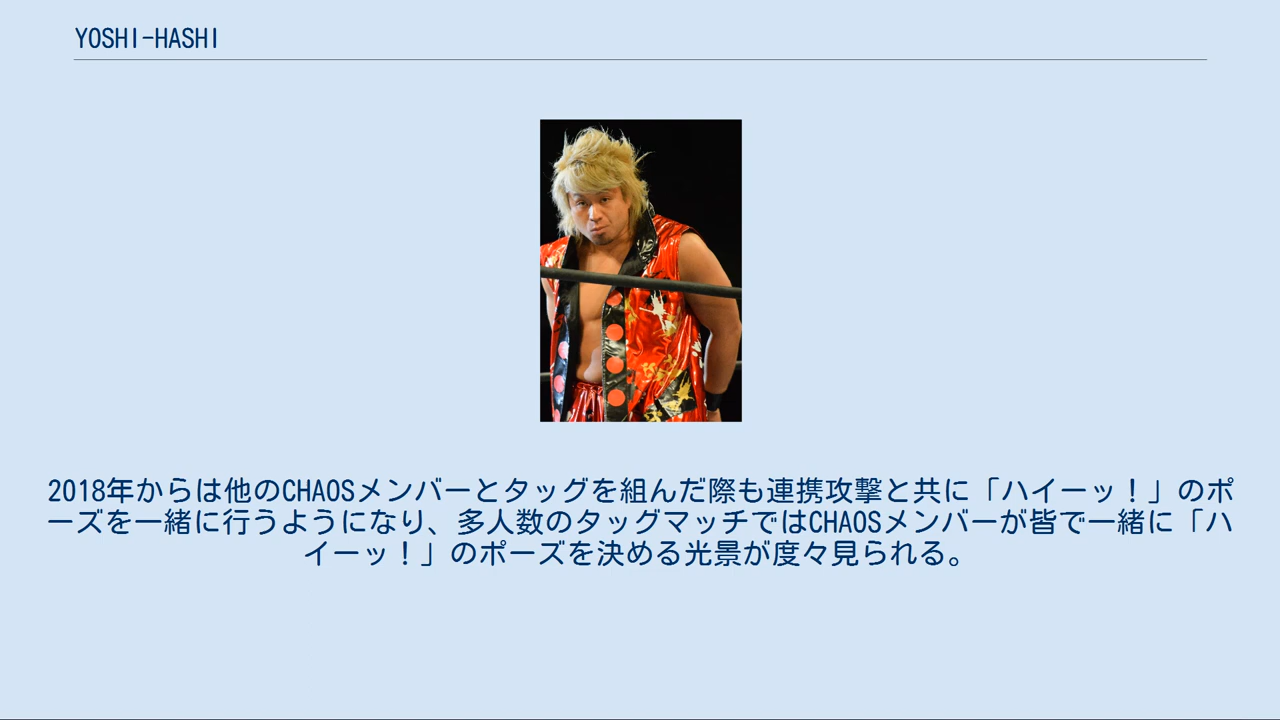 YOSHI-HASHI
2018年からは他のCHAOSメンバーとタッグを組んだ際も連携攻撃と共に「ハイーッ！」のポ
ーズを一緒に行うようになり、多人数のタッグマッチではCHAOSメンバーが皆で一緒に「ハ
イーッ！」のポーズを決める光景が度々見られる。